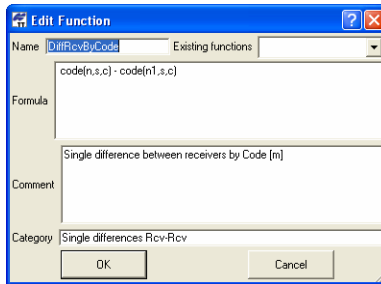 Edit Function
Name DiffRcvByCode Existing functions
code(n,s,c) - code(n1,s,c)
Formula
Single difference between receivers by Code [m]
Comment
Category Single differences Rcv-Rcv
OK Cancel